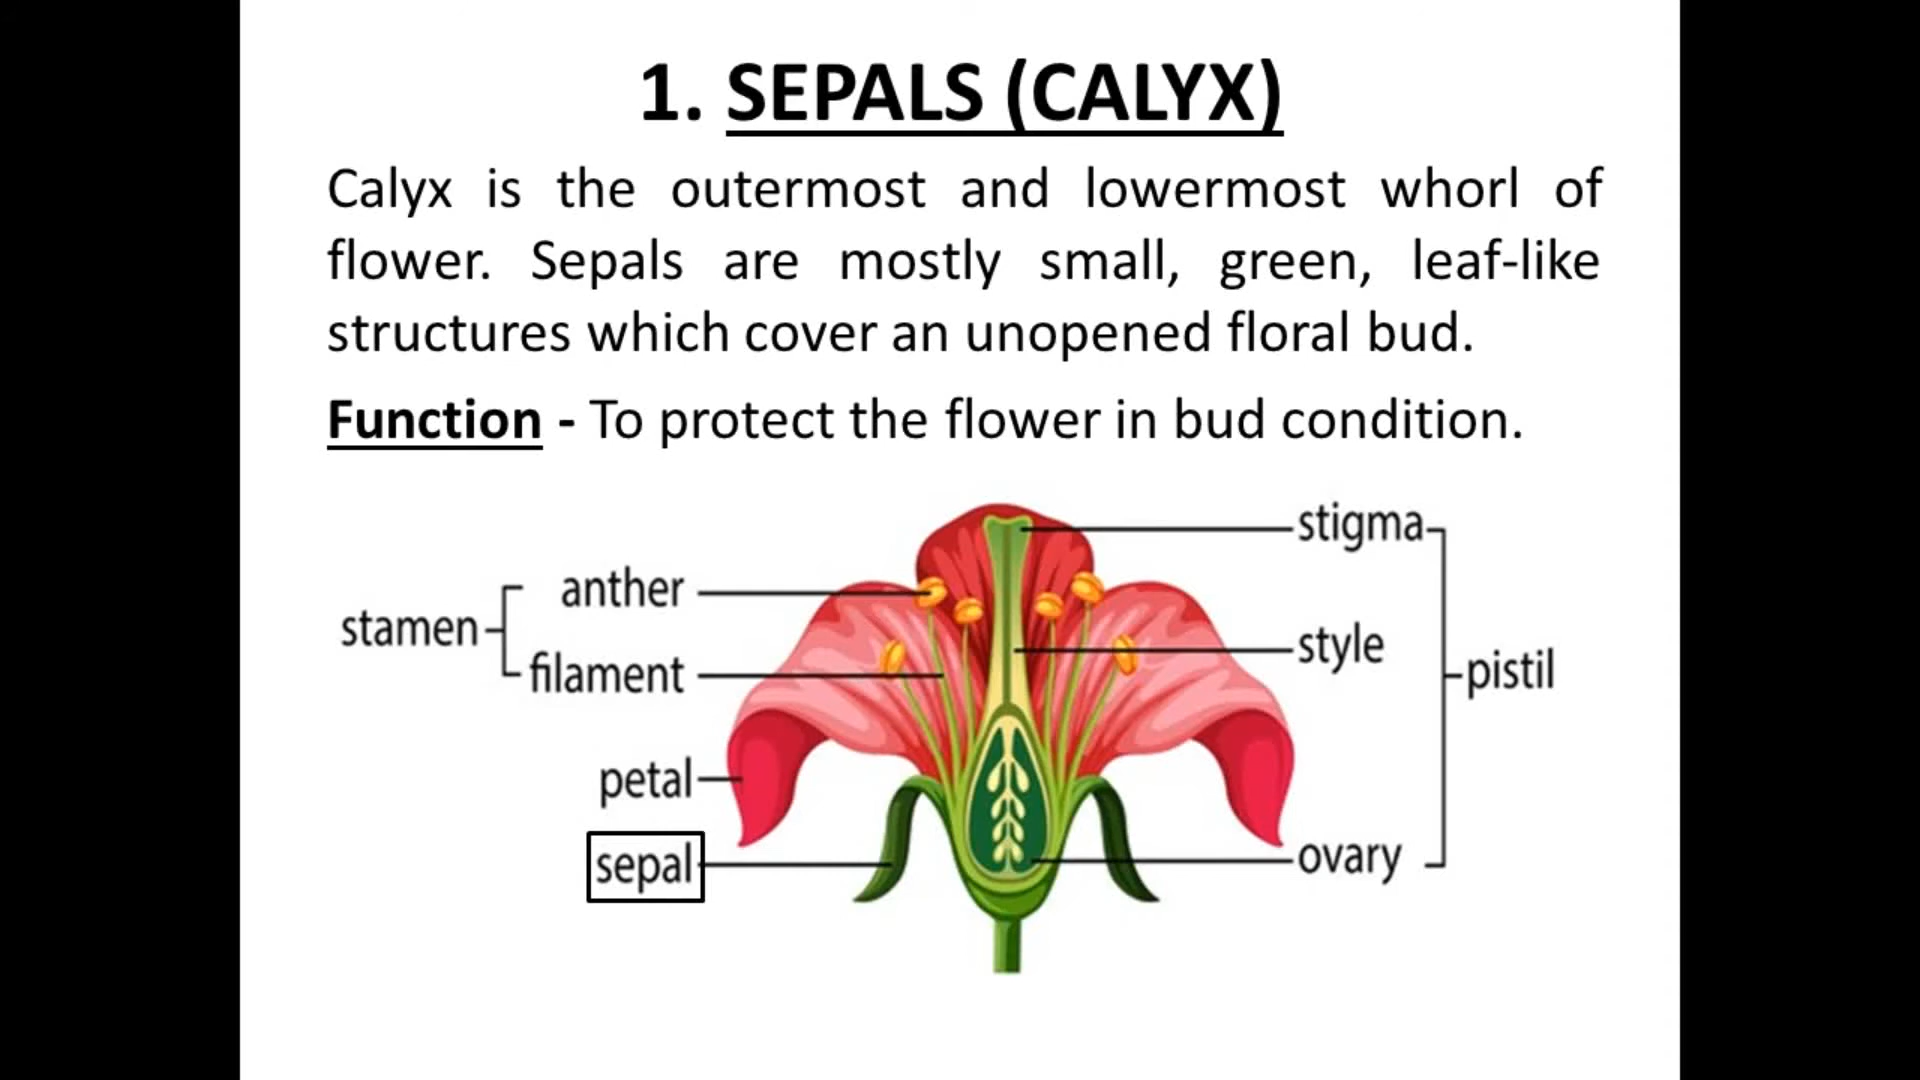 1. SEPALS (CALYX)
Calyx is the outermost and lowermost whorl of
flower. Sepals are mostly small, green, leaf-like
structures which cover an unopened floral bud.
Function - To protect the flower in bud condition.
stigma
anther
stamen
style
filament
pistil
petal
sepal
ovary